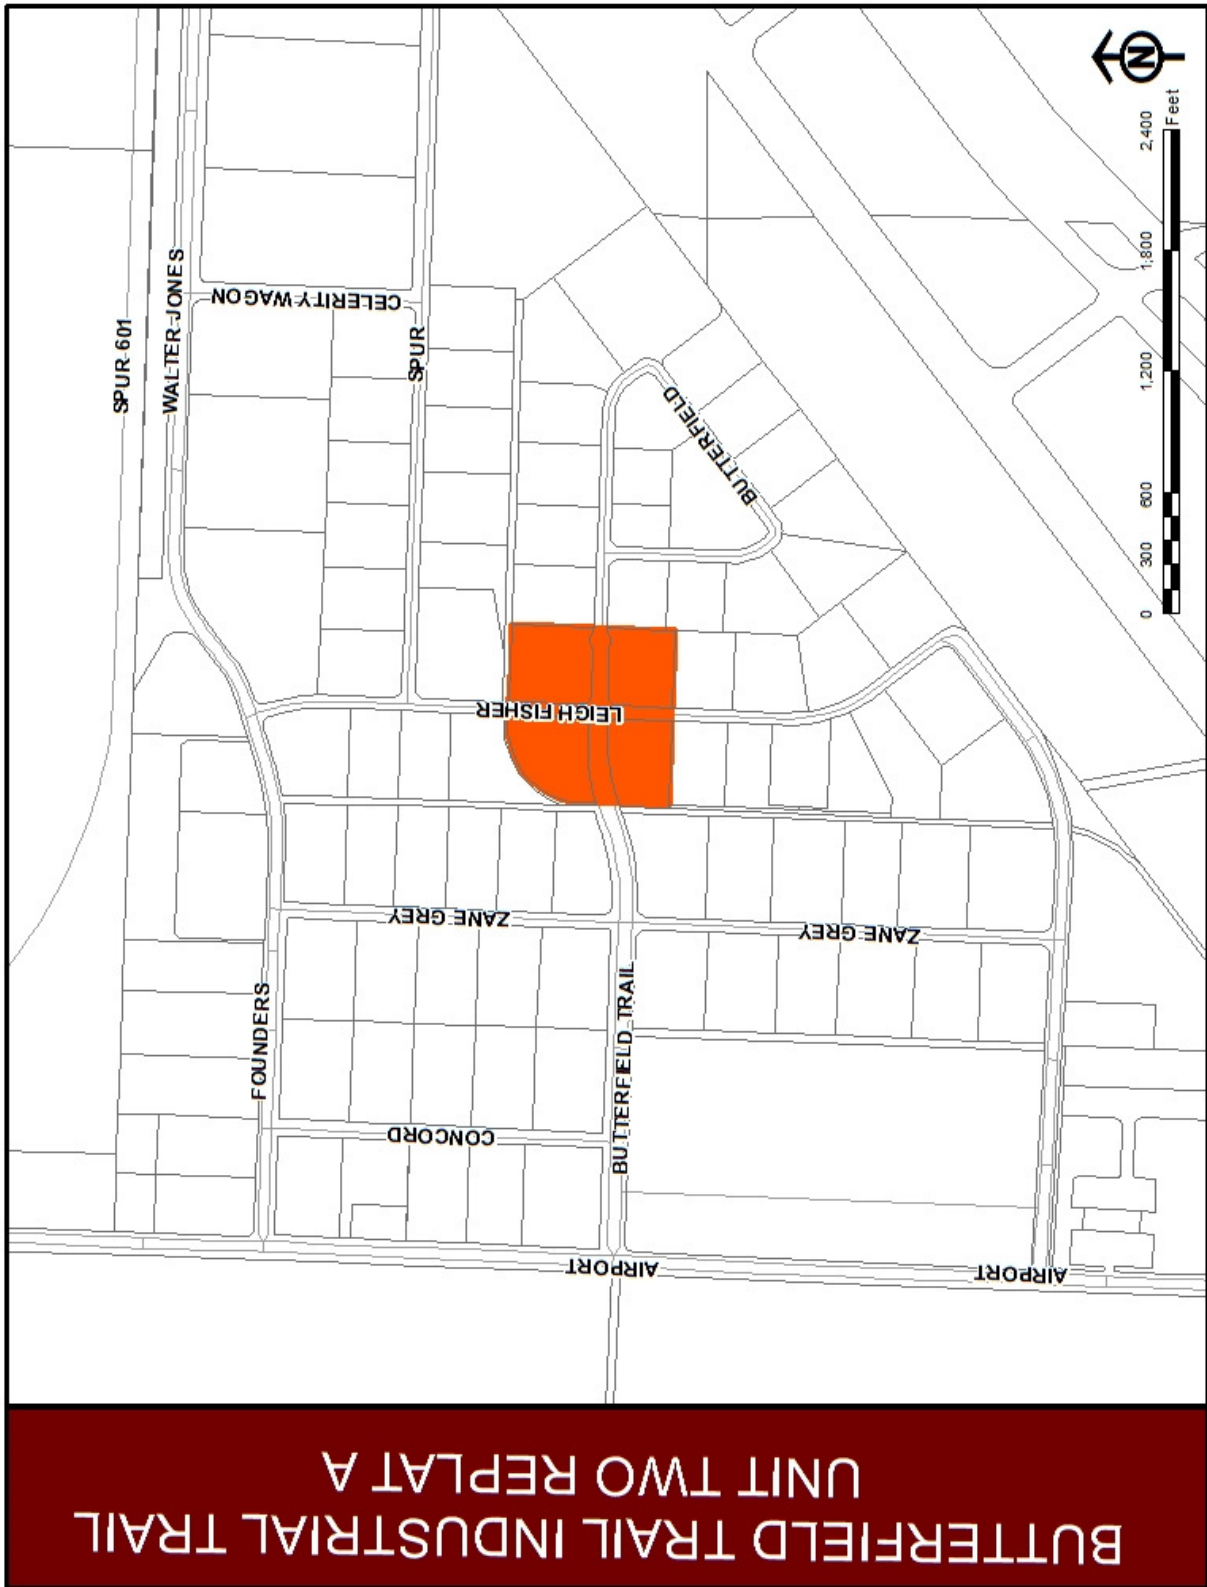 BUTTERFIELD TRAIL INDUSTRIAL TRAIL
UNIT TWO REPLAT A
SPUR 601
WALTER JONES
CELERITY WAGON
SPUR
BUTTERFIELD
LEIGH FISHER
FOUNDERS
ZANE GREY
ZANE GREY
CONCORD
BUTTERFIELD TRAIL
AIRPORT
AIRPORT
N
0 300 600 1,200 1,800 2,400
Feet